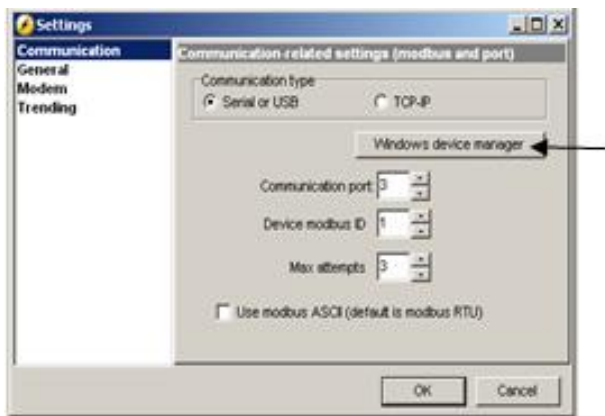 Settings
Communication
General
Modem
Trending
Communication-related settings (modbus and port)
Communication type
Serial or USB
TCP-IP
Windows device manager
Communication port 3
Device modbus ID 1
Max attempts 3
Use modbus ASCII (default is modbus RTU)
OK
Cancel